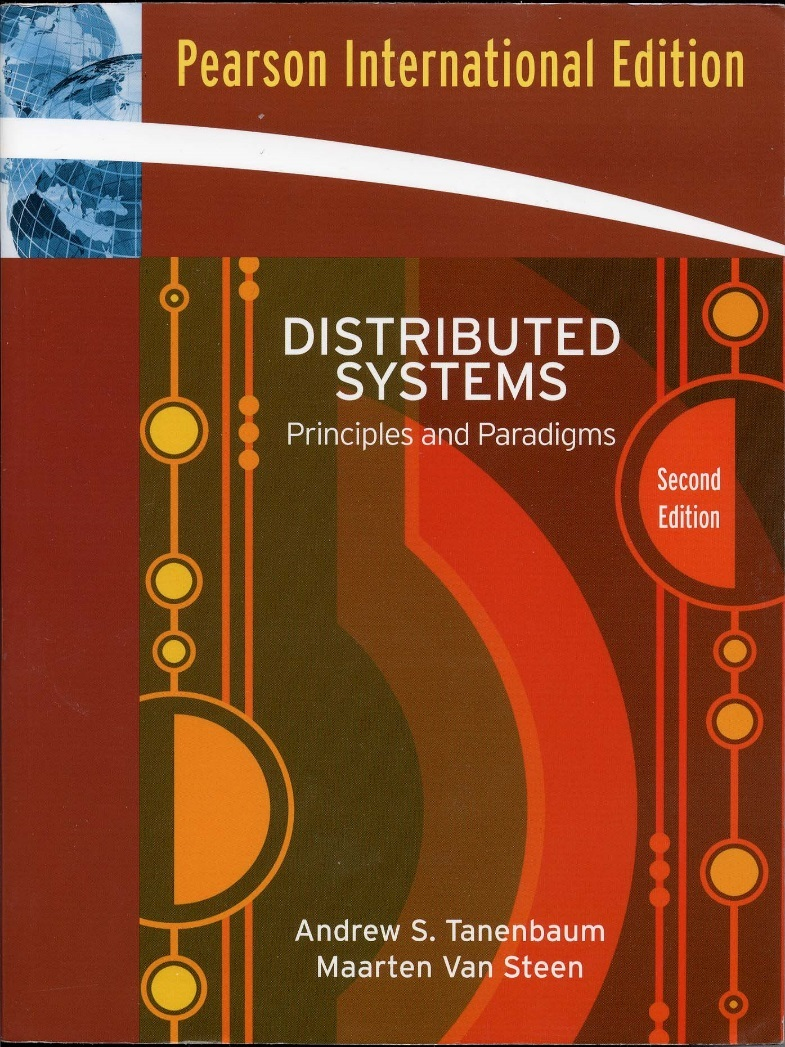 Pearson International Edition
DISTRIBUTED
SYSTEMS
Principles and Paradigms
Second
Edition
Andrew S. Tanenbaum
Maarten Van Steen